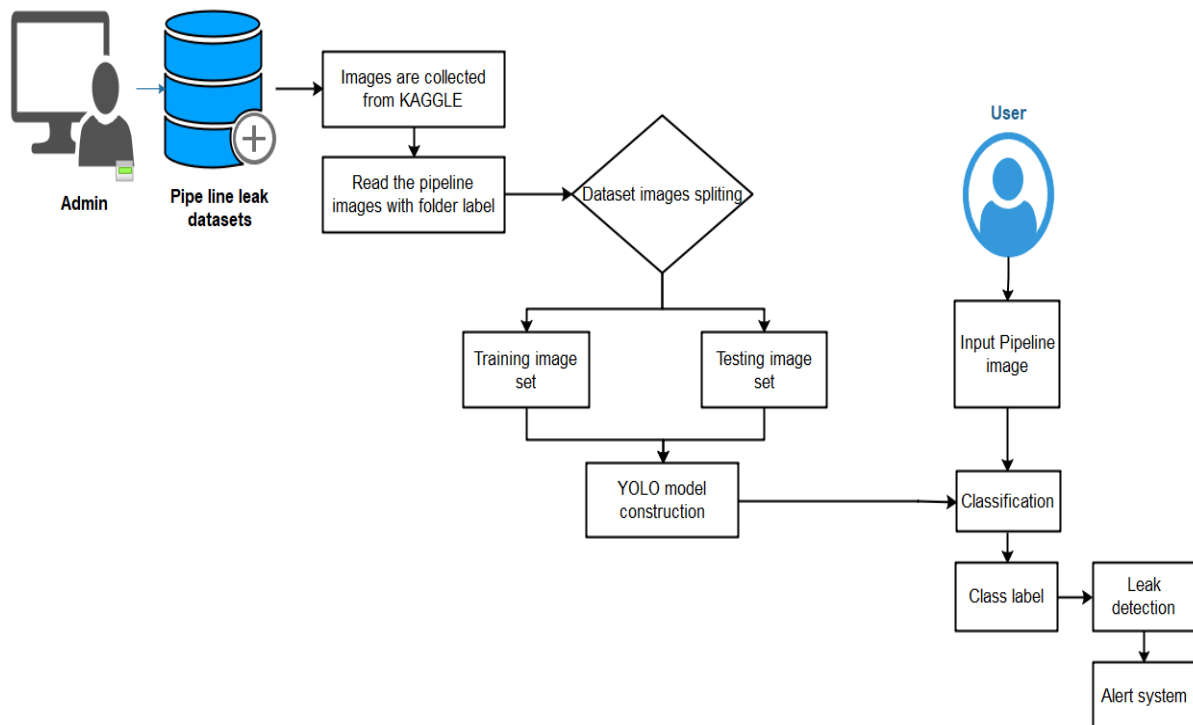 Admin
Pipe line leak
datasets
Images are collected
from KAGGLE
Read the pipeline
images with folder label
Dataset images spliting
Training image
set
Testing image
set
YOLO model
construction
User
Input Pipeline
image
Classification
Class label
Leak
detection
Alert system